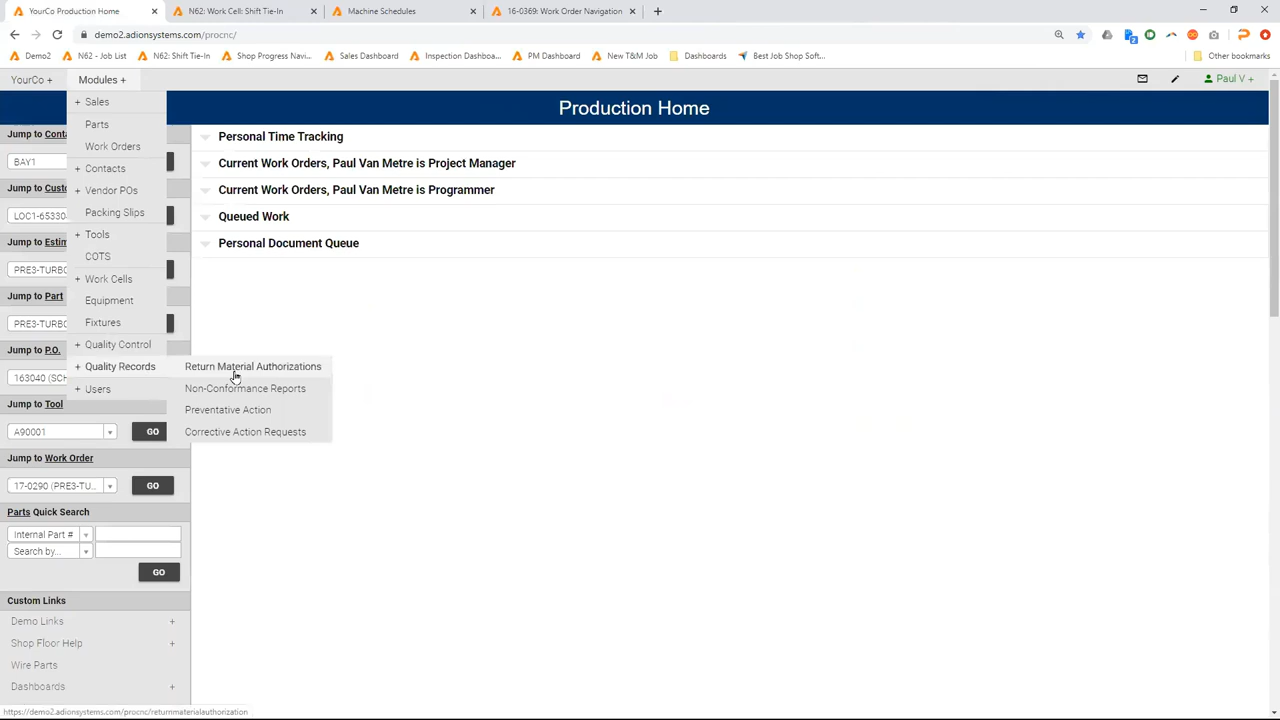 YourCo Production Home
N62: Work Cell: Shift Tie-In
Machine Schedules
16-0369: Work Order Navigation
demo2.adionsystems.com/procnc/
Demo2
N62 - Job List
N62: Shift Tie-In
Shop Progress Navi...
Sales Dashboard
Inspection Dashboa...
PM Dashboard
New T&M Job
Dashboards
Best Job Shop Soft...
Other bookmarks
YourCo +
Modules +
Paul V +
Production Home
+ Sales
Parts
Work Orders
+ Contacts
+ Vendor POs
Packing Slips
+ Tools
COTS
+ Work Cells
Equipment
Fixtures
+ Quality Control
+ Quality Records
+ Users
Return Material Authorizations
Non-Conformance Reports
Preventative Action
Corrective Action Requests
Jump to Conta
BAY1
Jump to Custo
LOC1-65330
Jump to Estim
PRE3-TURBO
Jump to Part
PRE3-TURBO
Jump to P.O.
163040 (SCH
Jump to Tool
A90001
GO
Jump to Work Order
17-0290 (PRE3-TU...
GO
Parts Quick Search
Internal Part #
Search by...
GO
Custom Links
Demo Links +
Shop Floor Help +
Wire Parts
Dashboards +
Personal Time Tracking
Current Work Orders, Paul Van Metre is Project Manager
Current Work Orders, Paul Van Metre is Programmer
Queued Work
Personal Document Queue
https://demo2.adionsystems.com/procnc/returnmaterialauthorization